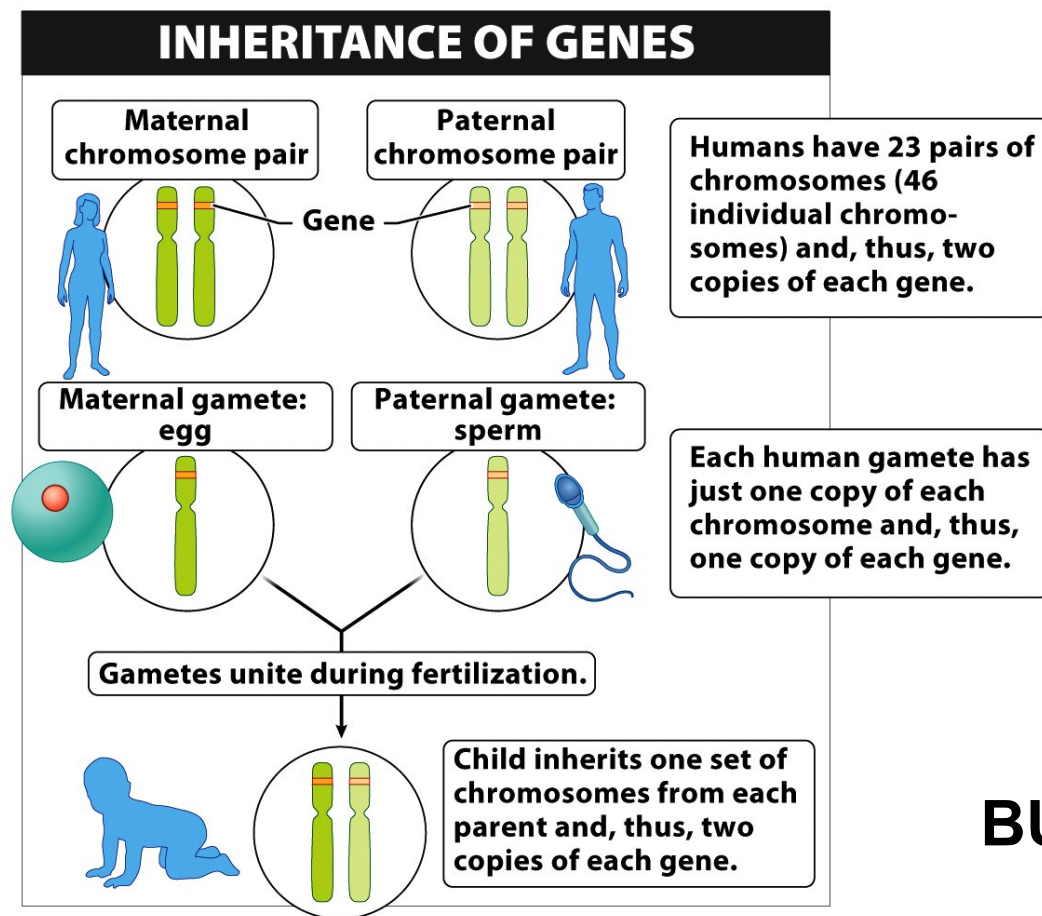 INHERITANCE OF GENES
Maternal
chromosome pair
Paternal
chromosome pair
Gene
Humans have 23 pairs of
chromosomes (46
individual chromo-
somes) and, thus, two
copies of each gene.
Maternal gamete:
egg
Paternal gamete:
sperm
Each human gamete has
just one copy of each
chromosome and, thus,
one copy of each gene.
Gametes unite during fertilization.
Child inherits one set of
chromosomes from each
parent and, thus, two
copies of each gene.